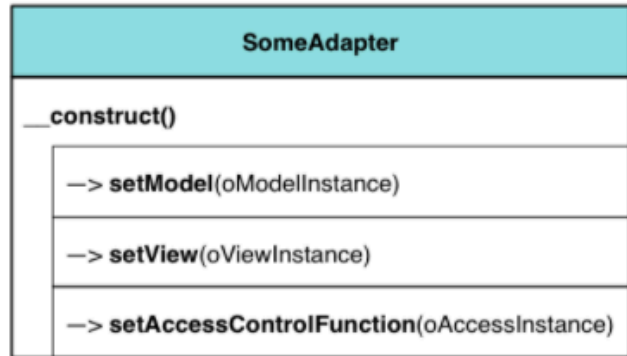 SomeAdapter
__construct()
—> setModel(oModelInstance)
—> setView(oViewInstance)
—> setAccessControlFunction(oAccessInstance)